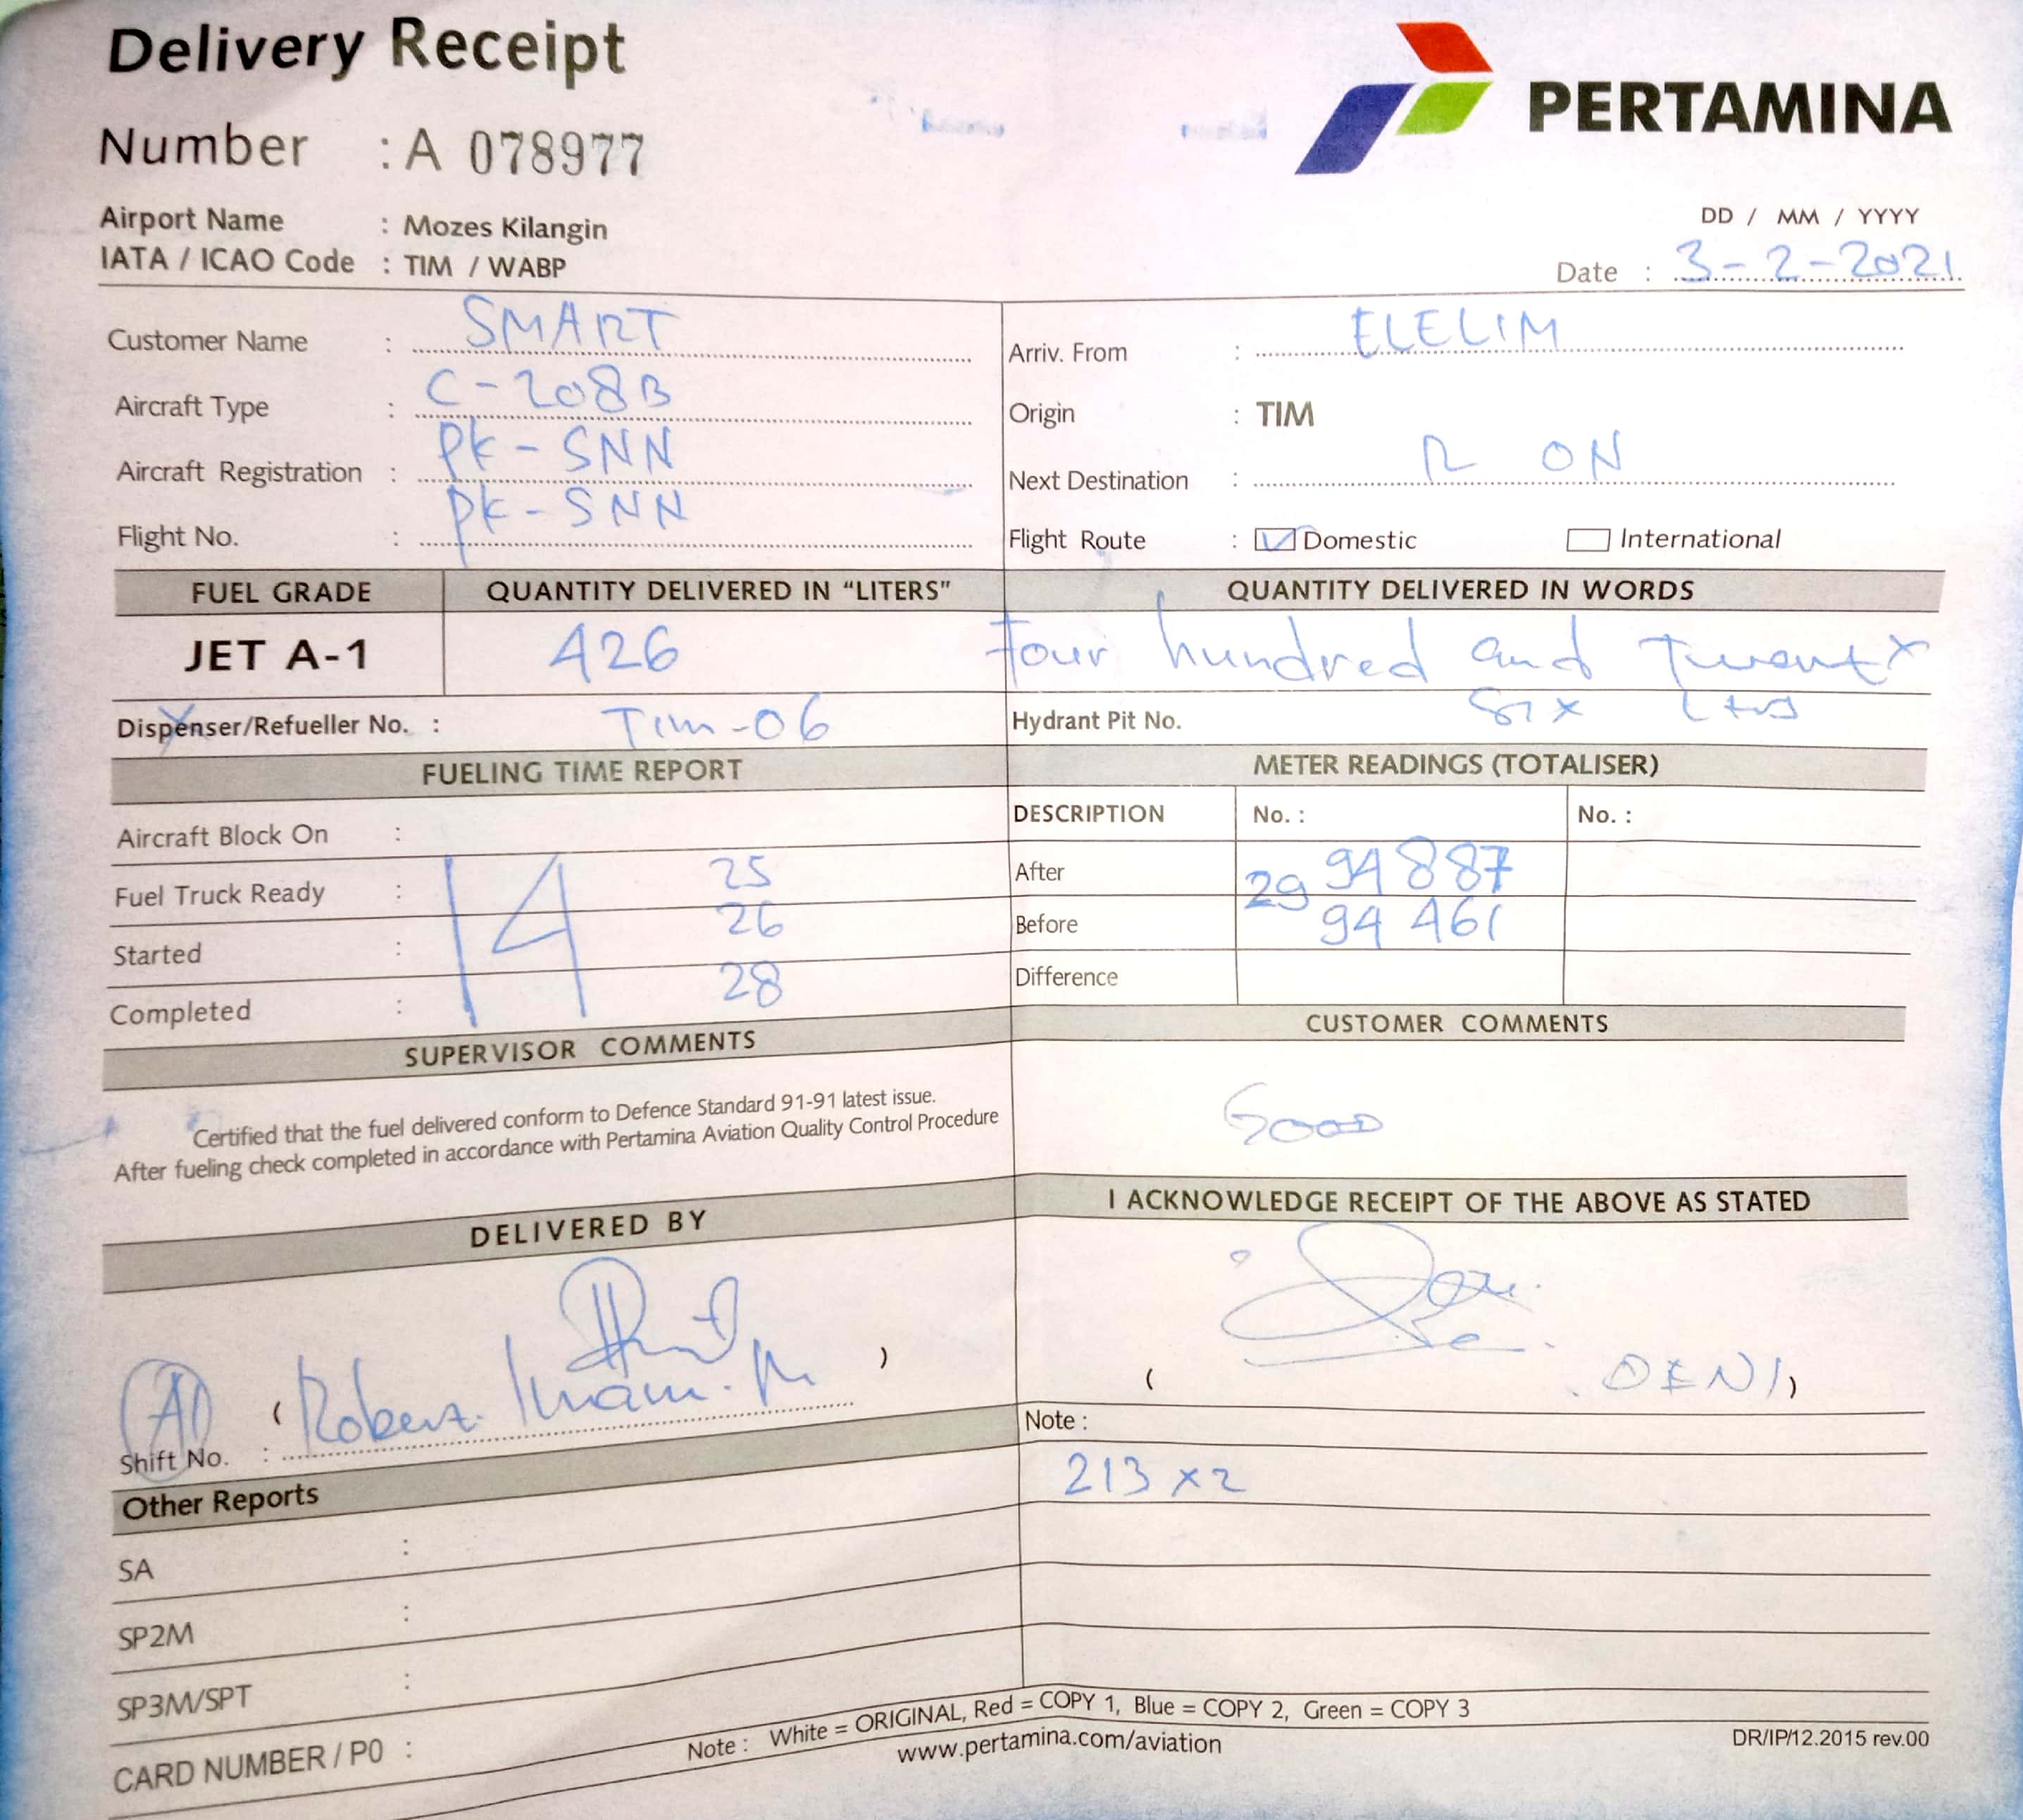 Delivery Receipt
PERTAMINA
Number : A 078977
Airport Name : Mozes Kilangin
IATA / ICAO Code : TIM / WABP
DD / MM / YYYY
Date : 3-2-2021
Customer Name : SMART
Aircraft Type : C-208B
Aircraft Registration : PK-SNN
Flight No. : PK-SNN
Arriv. From : ELELIM
Origin : TIM
Next Destination : R ON
Flight Route : Domestic International
FUEL GRADE QUANTITY DELIVERED IN “LITERS” QUANTITY DELIVERED IN WORDS
JET A-1 426 Four hundred and Twenty
Six Ltrs
Dispenser/Refueller No. : Tim-06 Hydrant Pit No.
FUELING TIME REPORT
Aircraft Block On :
Fuel Truck Ready : 14 25
Started : 26
Completed : 28
METER READINGS (TOTALISER)
DESCRIPTION No. : No. :
After 29 94 887
Before 94 461
Difference
SUPERVISOR COMMENTS
Certified that the fuel delivered conform to Defence Standard 91-91 latest issue.
After fueling check completed in accordance with Pertamina Aviation Quality Control Procedure
CUSTOMER COMMENTS
GOOD
DELIVERED BY
( Robert. )
Shift No. :
I ACKNOWLEDGE RECEIPT OF THE ABOVE AS STATED
( DENI )
Other Reports
SA :
SP2M :
SP3M/SPT :
CARD NUMBER / P0 :
Note :
213 x 2
Note : White = ORIGINAL, Red = COPY 1, Blue = COPY 2, Green = COPY 3
www.pertamina.com/aviation
DR/IP/12.2015 rev.00